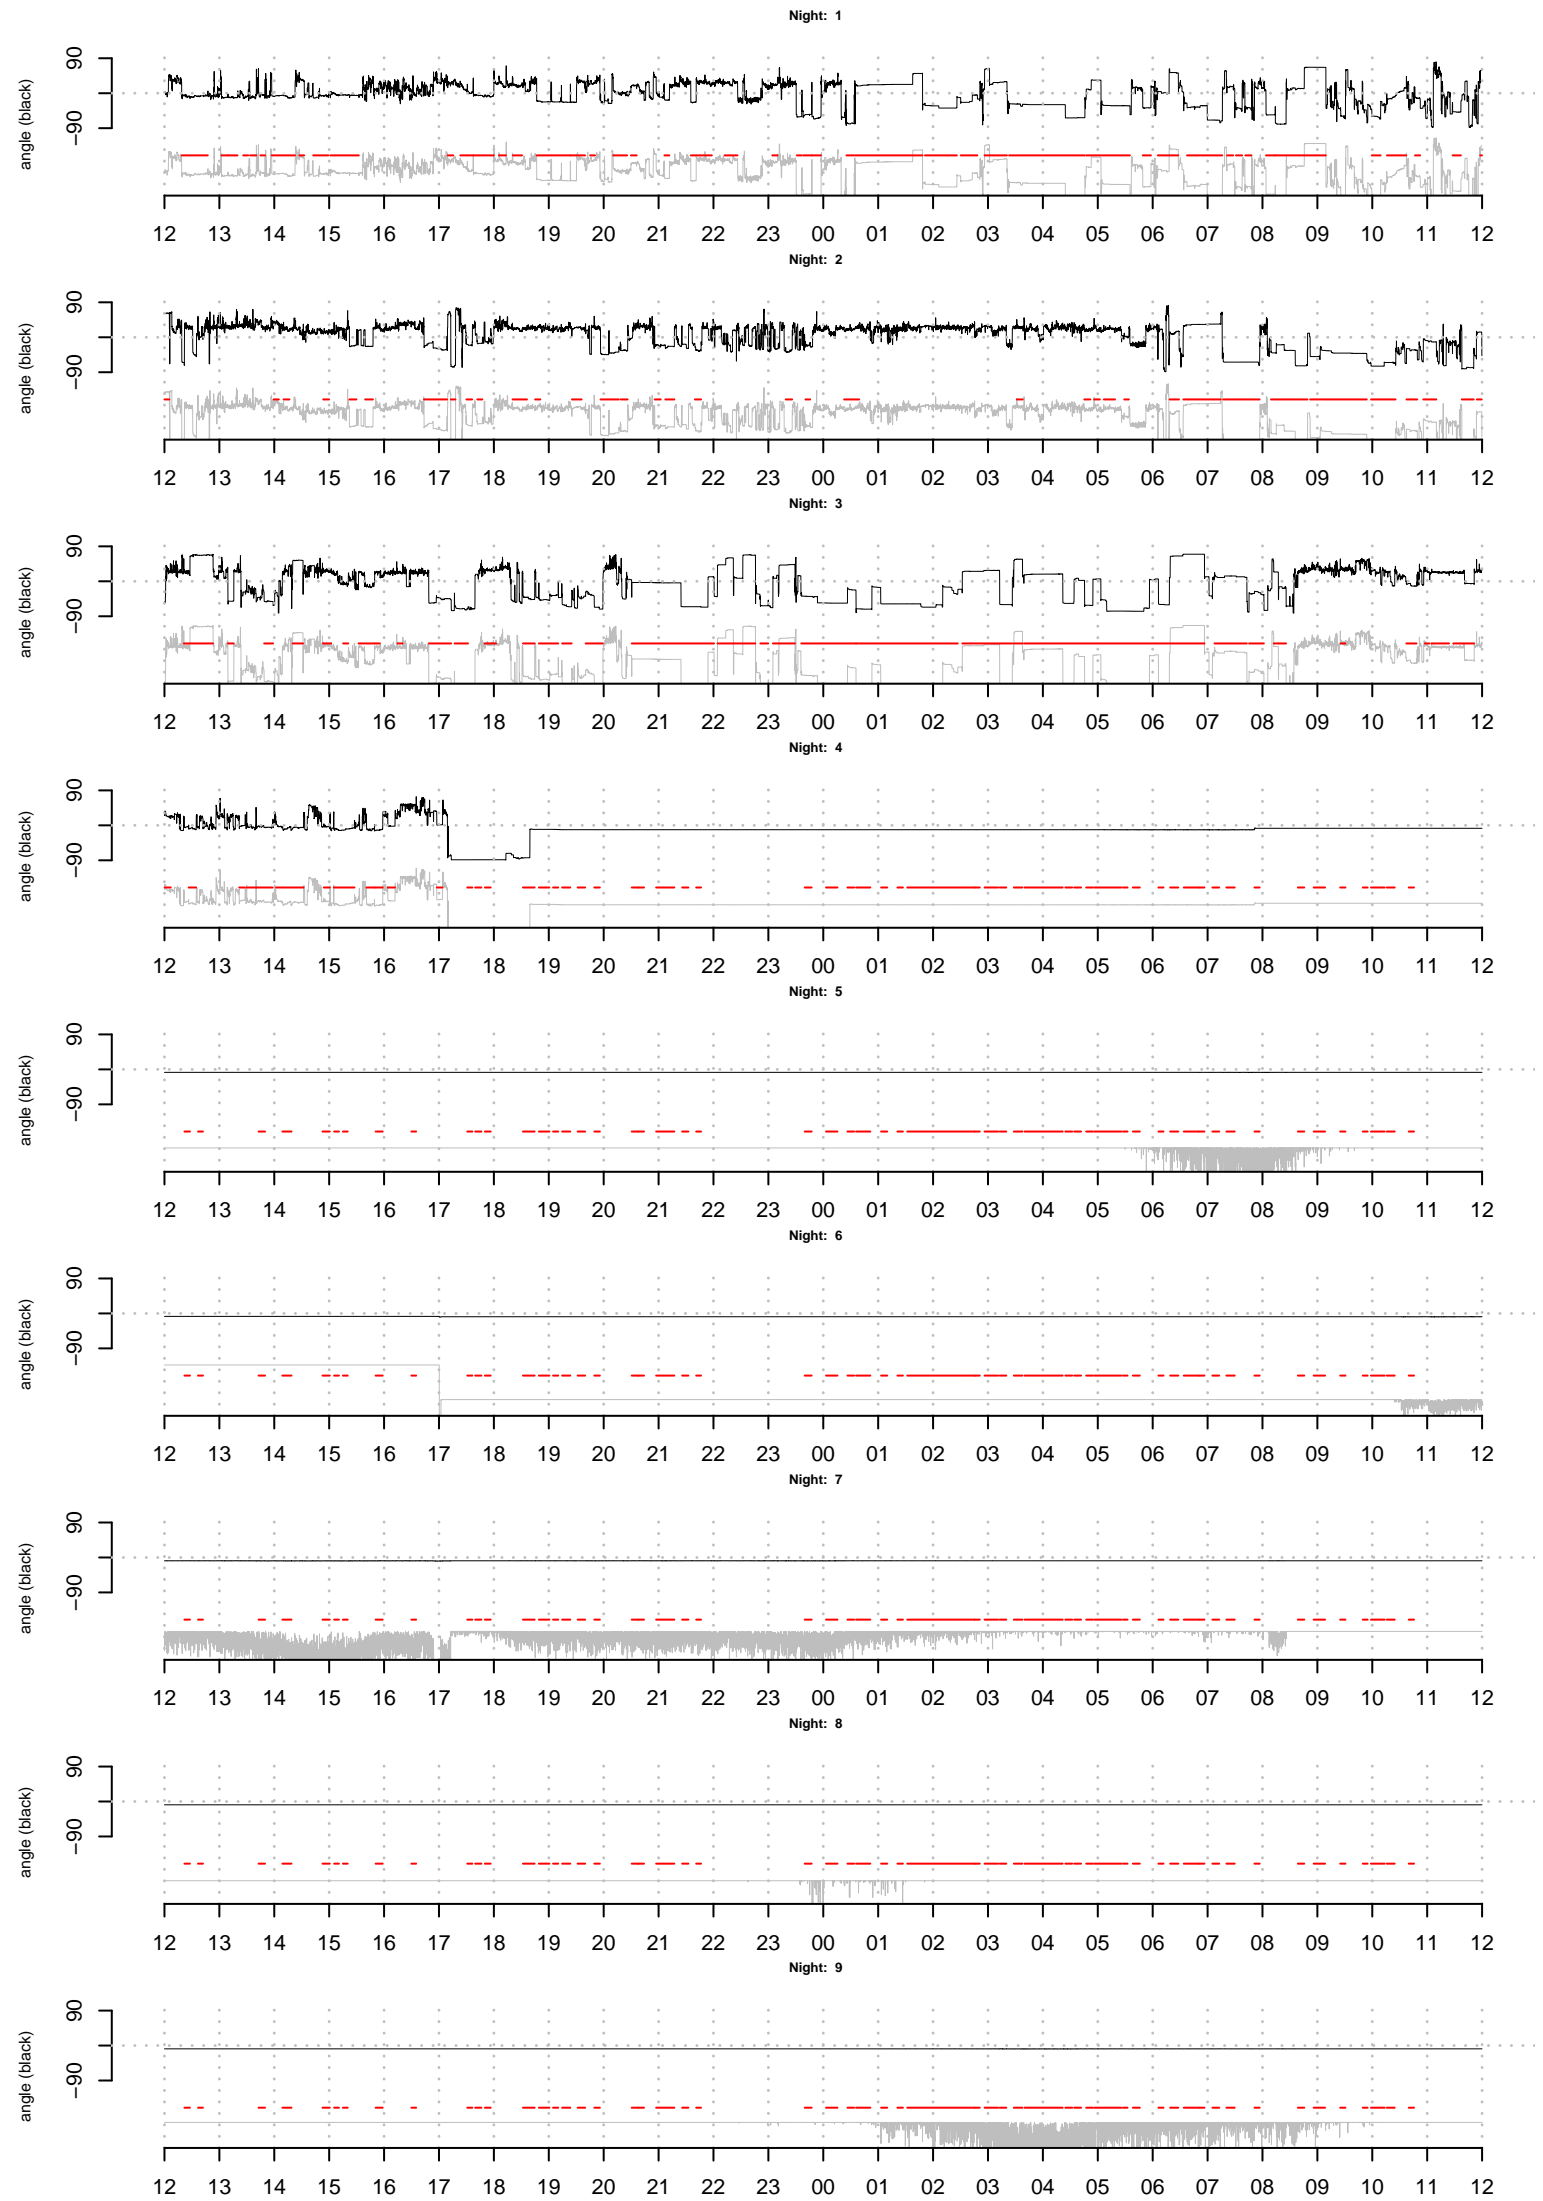 Night: 1
90
-90
angle (black)
12 13 14 15 16 17 18 19 20 21 22 23 00 01 02 03 04 05 06 07 08 09 10 11 12
Night: 2
90
-90
angle (black)
12 13 14 15 16 17 18 19 20 21 22 23 00 01 02 03 04 05 06 07 08 09 10 11 12
Night: 3
90
-90
angle (black)
12 13 14 15 16 17 18 19 20 21 22 23 00 01 02 03 04 05 06 07 08 09 10 11 12
Night: 4
90
-90
angle (black)
12 13 14 15 16 17 18 19 20 21 22 23 00 01 02 03 04 05 06 07 08 09 10 11 12
Night: 5
90
-90
angle (black)
12 13 14 15 16 17 18 19 20 21 22 23 00 01 02 03 04 05 06 07 08 09 10 11 12
Night: 6
90
-90
angle (black)
12 13 14 15 16 17 18 19 20 21 22 23 00 01 02 03 04 05 06 07 08 09 10 11 12
Night: 7
90
-90
angle (black)
12 13 14 15 16 17 18 19 20 21 22 23 00 01 02 03 04 05 06 07 08 09 10 11 12
Night: 8
90
-90
angle (black)
12 13 14 15 16 17 18 19 20 21 22 23 00 01 02 03 04 05 06 07 08 09 10 11 12
Night: 9
90
-90
angle (black)
12 13 14 15 16 17 18 19 20 21 22 23 00 01 02 03 04 05 06 07 08 09 10 11 12